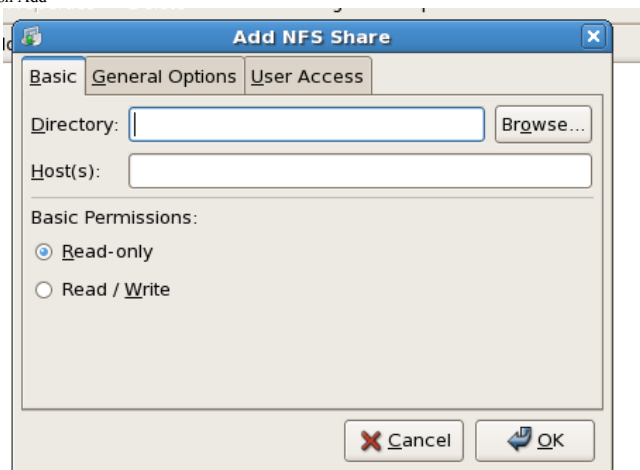 Add NFS Share
Basic General Options User Access
Directory: Browse...
Host(s):
Basic Permissions:
Read-only
Read / Write
Cancel OK